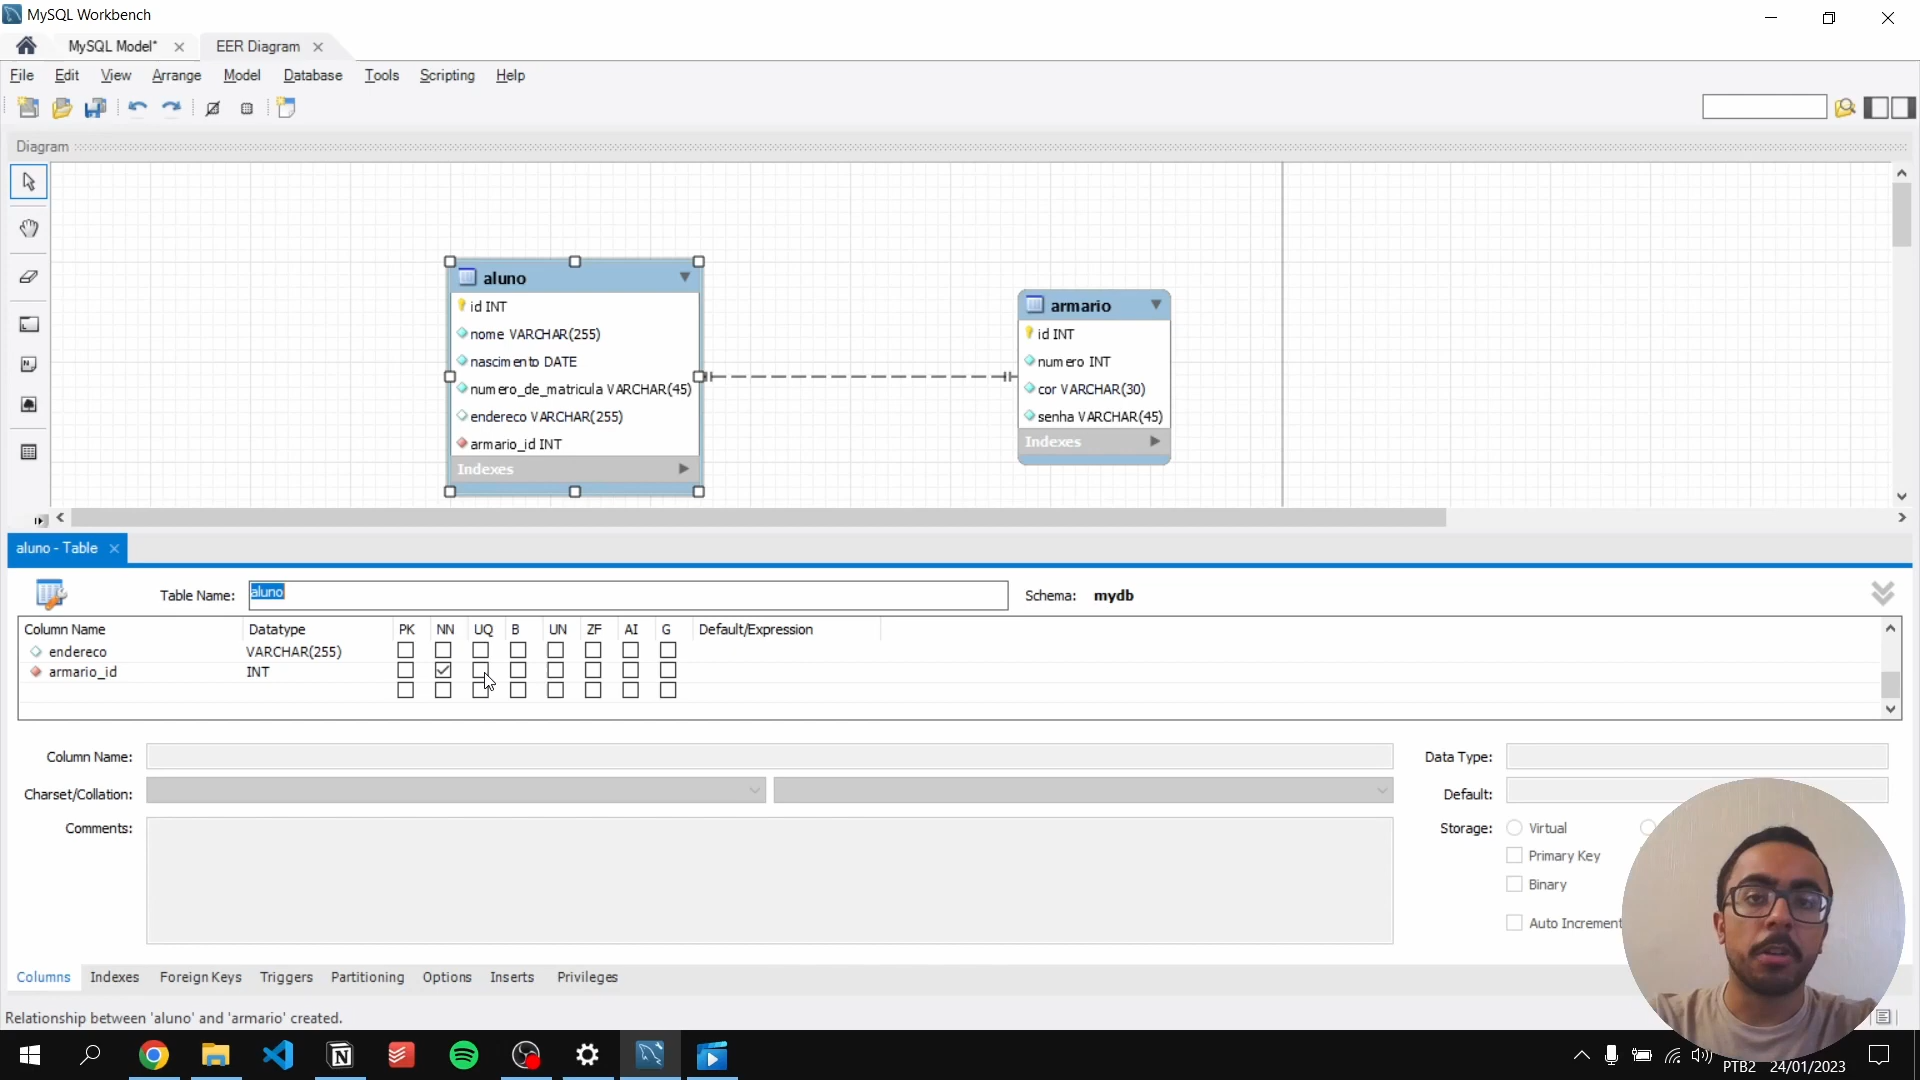 MySQL Workbench
MySQL Model* EER Diagram
File Edit View Arrange Model Database Tools Scripting Help
Diagram
aluno
id INT
nome VARCHAR(255)
nascimento DATE
numero_de_matricula VARCHAR(45)
endereco VARCHAR(255)
armario_id INT
Indexes
armario
id INT
numero INT
cor VARCHAR(30)
senha VARCHAR(45)
Indexes
aluno - Table
Table Name: aluno Schema: mydb
Column Name Datatype PK NN UQ B UN ZF AI G Default/Expression
endereco VARCHAR(255)
armario_id INT
Column Name: Data Type:
Charset/Collation: Default:
Comments: Storage: Virtual
Primary Key
Binary
Auto Increment
Columns Indexes Foreign Keys Triggers Partitioning Options Inserts Privileges
Relationship between 'aluno' and 'armario' created.
PTB2 24/01/2023